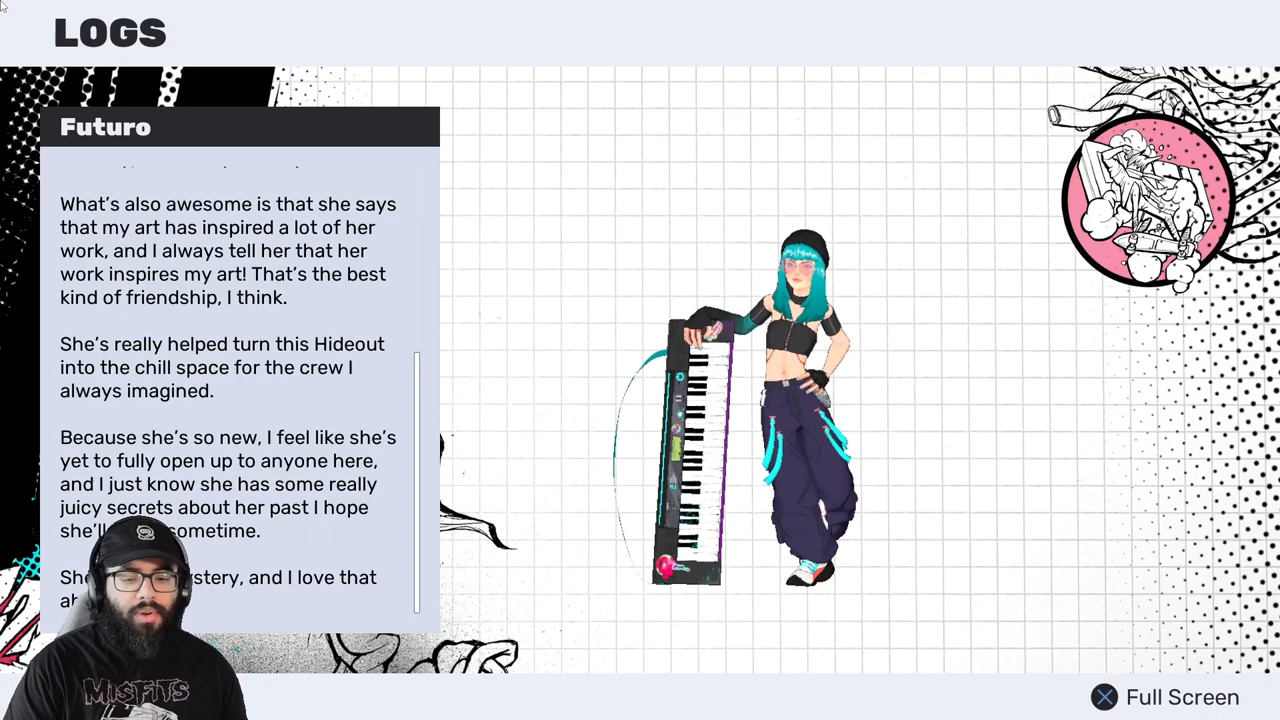 LOGS
Futuro
What's also awesome is that she says
that my art has inspired a lot of her
work, and I always tell her that her
work inspires my art! That's the best
kind of friendship, I think.
She's really helped turn this Hideout
into the chill space for the crew I
always imagined.
Because she's so new, I feel like she's
yet to fully open up to anyone here,
and I just know she has some really
juicy secrets about her past I hope
she'll sometime.
She and I love that
MISFITS
Full Screen